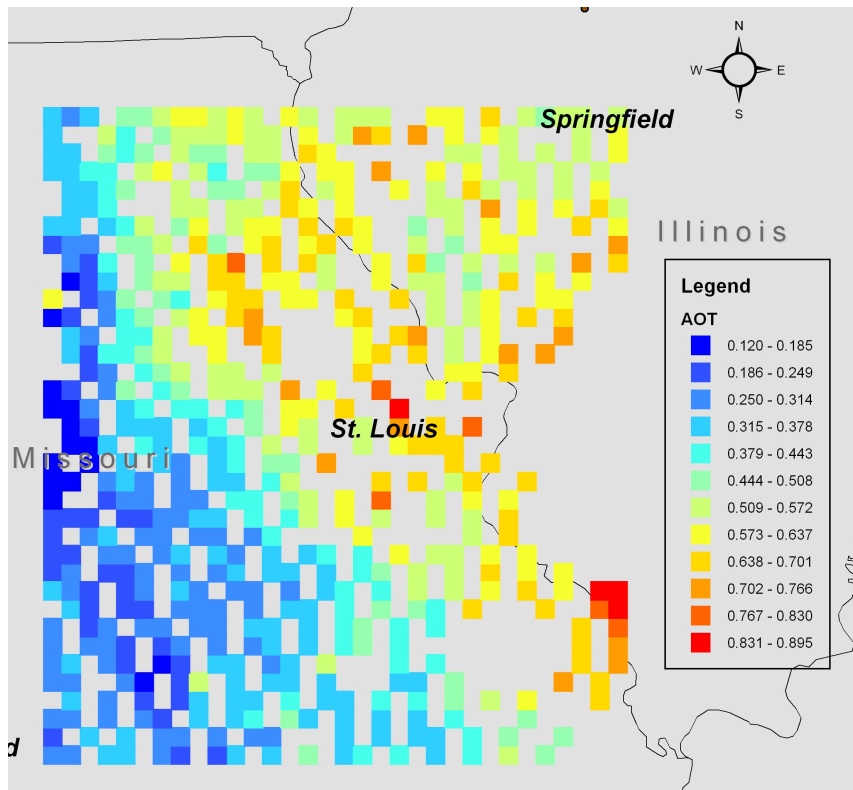 N
W E
S
Springfield
Illinois
Legend
AOT
0.120 - 0.185
0.186 - 0.249
0.250 - 0.314
0.315 - 0.378
0.379 - 0.443
0.444 - 0.508
0.509 - 0.572
0.573 - 0.637
0.638 - 0.701
0.702 - 0.766
0.767 - 0.830
0.831 - 0.895
St. Louis
Missouri
d